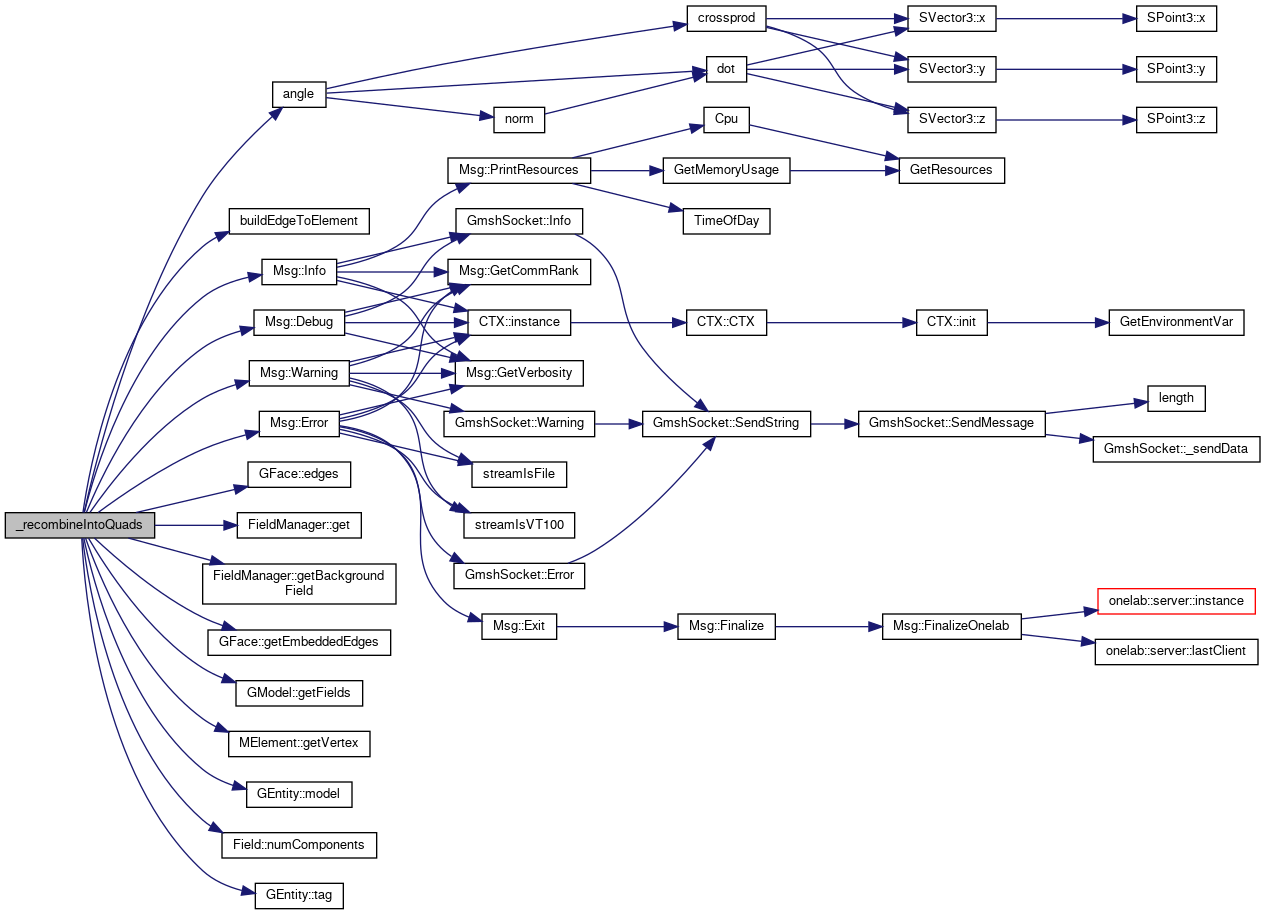 crossprod
SVector3::x
SPoint3::x
dot
SVector3::y
SPoint3::y
angle
norm
Cpu
SVector3::z
SPoint3::z
Msg::PrintResources
GetMemoryUsage
GetResources
buildEdgeToElement
GmshSocket::Info
TimeOfDay
Msg::Info
Msg::GetCommRank
Msg::Debug
CTX::instance
CTX::CTX
CTX::init
GetEnvironmentVar
Msg::Warning
Msg::GetVerbosity
length
Msg::Error
GmshSocket::Warning
GmshSocket::SendString
GmshSocket::SendMessage
GmshSocket::_sendData
GFace::edges
streamIsFile
_recombineIntoQuads
FieldManager::get
streamIsVT100
FieldManager::getBackground
Field
GmshSocket::Error
onelab::server::instance
Msg::Exit
Msg::Finalize
Msg::FinalizeOnelab
GFace::getEmbeddedEdges
onelab::server::lastClient
GModel::getFields
MElement::getVertex
GEntity::model
Field::numComponents
GEntity::tag